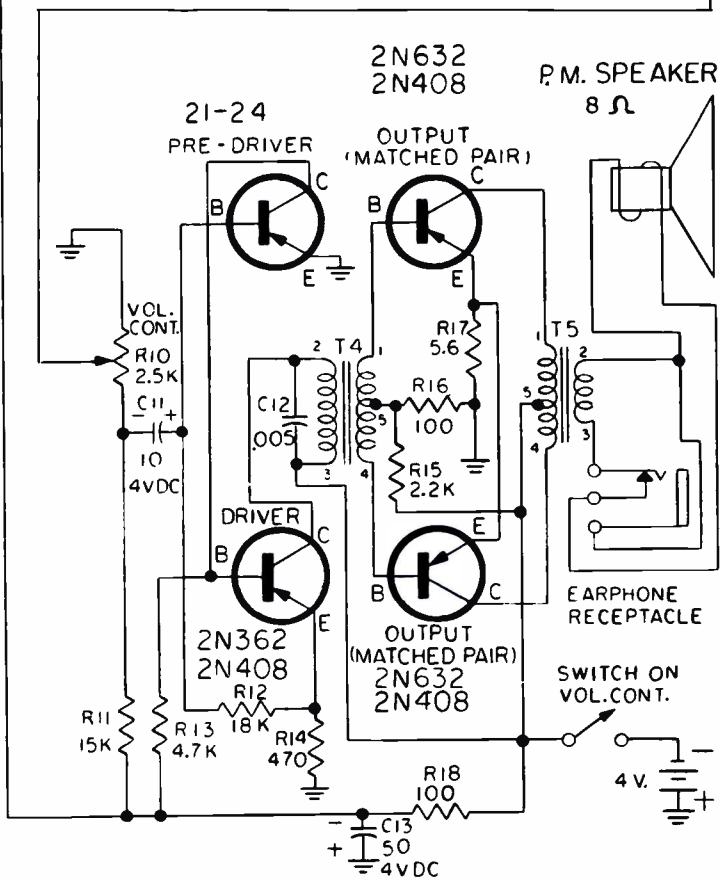 2N632
2N408
P.M. SPEAKER
8 Ω
21-24
PRE-DRIVER
OUTPUT
(MATCHED PAIR)
C
B
E
C
B
E
VOL.
CONT.
R10
2.5K
C11
- +
10
4VDC
2
T4
1
C12
.005
3
5
4
R16
100
R17
5.6
R15
2.2K
1
T5
2
5
4
3
DRIVER
C
B
E
2N362
2N408
E
B
C
OUTPUT
(MATCHED PAIR)
2N632
2N408
EARPHONE
RECEPTACLE
SWITCH ON
VOL.CONT.
R12
18K
R11
15K
R13
4.7K
R14
470
R18
100
4V.
-
+
-
+
C13
50
4VDC